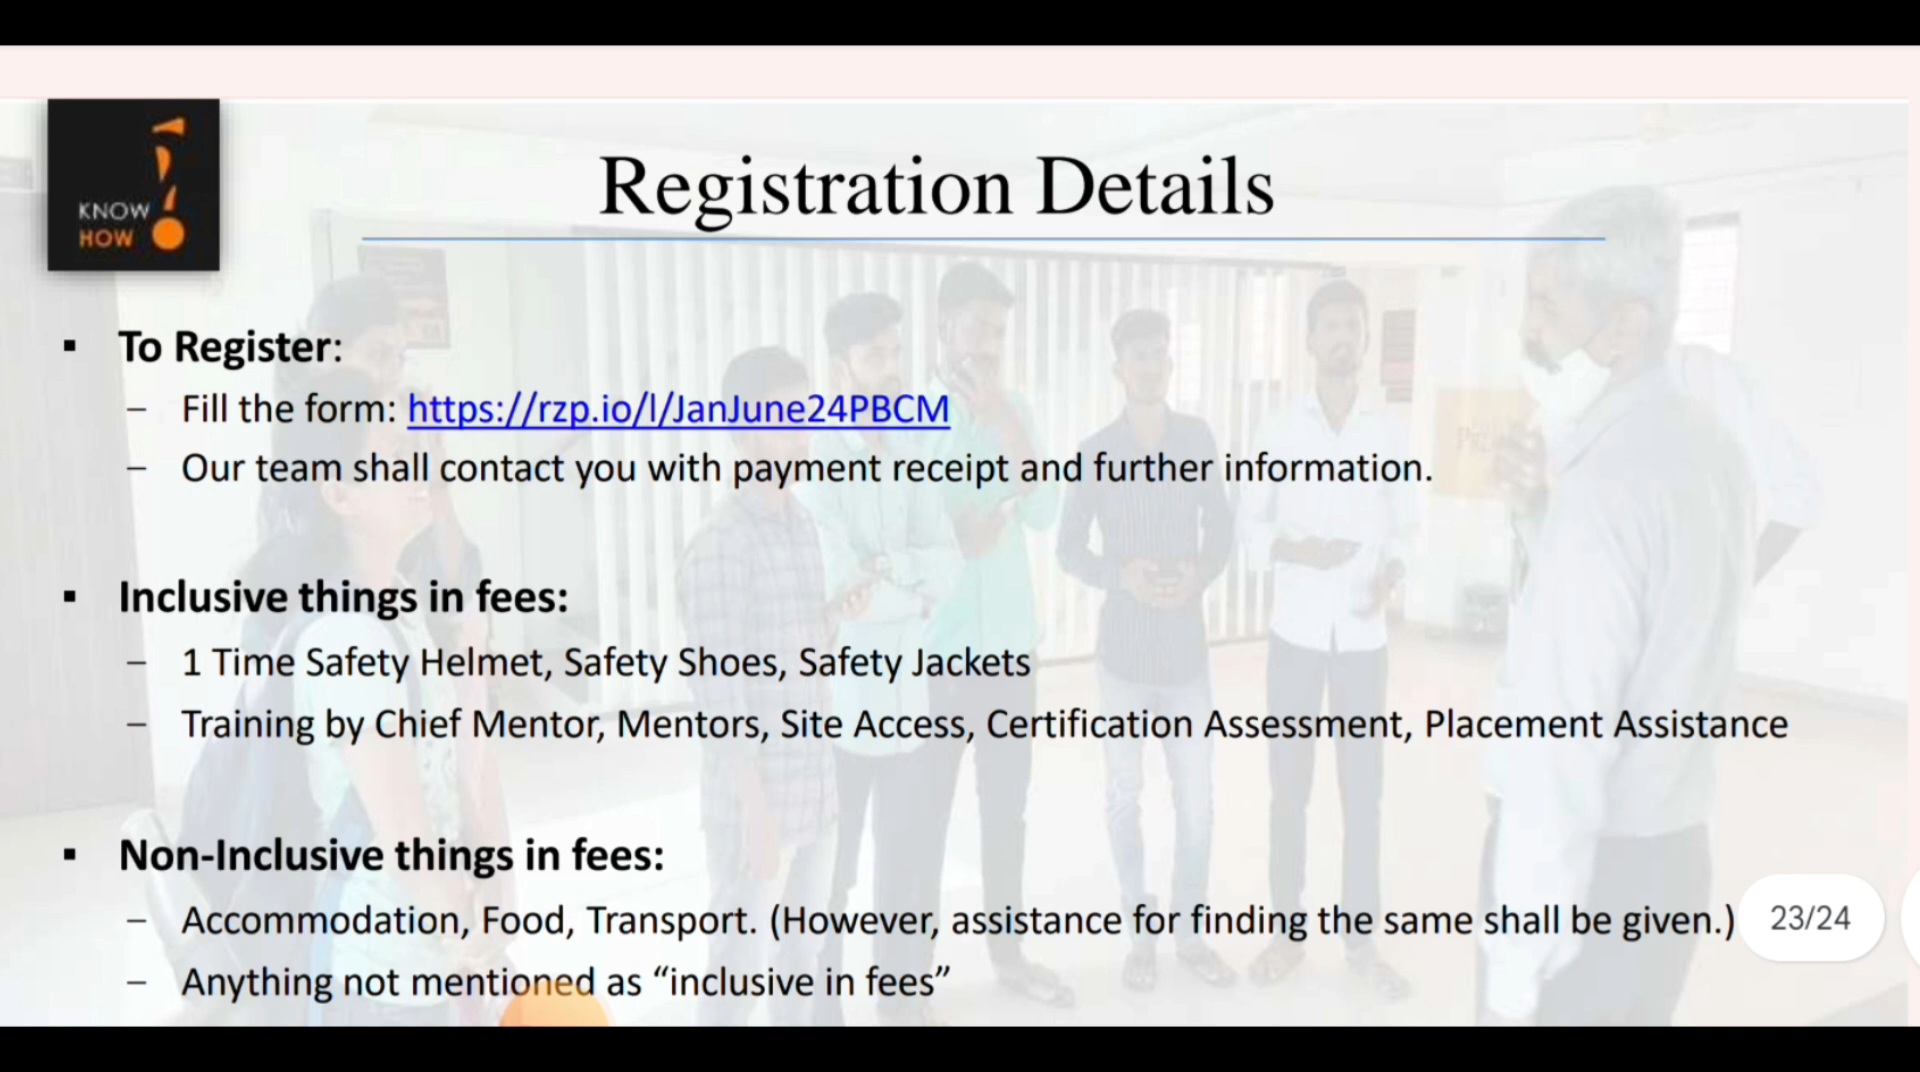 KNOW
HOW
Registration Details
▪ To Register:
– Fill the form: https://rzp.io/l/JanJune24PBCM
– Our team shall contact you with payment receipt and further information.
▪ Inclusive things in fees:
– 1 Time Safety Helmet, Safety Shoes, Safety Jackets
– Training by Chief Mentor, Mentors, Site Access, Certification Assessment, Placement Assistance
▪ Non-Inclusive things in fees:
– Accommodation, Food, Transport. (However, assistance for finding the same shall be given.)
23/24
– Anything not mentioned as “inclusive in fees”